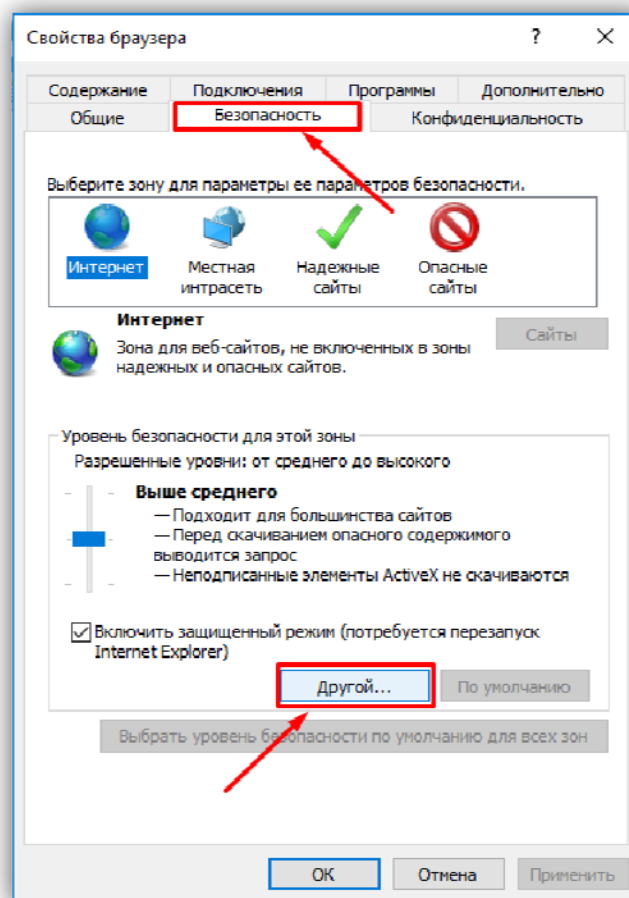 Свойства браузера ?
Содержание Подключения Программы Дополнительно
Общие Безопасность Конфиденциальность
Выберите зону для параметры ее параметров безопасности.
Интернет
Местная
интрасеть
Надежные
сайты
Опасные
сайты
Интернет
Сайты
Зона для веб-сайтов, не включенных в зоны
надежных и опасных сайтов.
Уровень безопасности для этой зоны
Разрешенные уровни: от среднего до высокого
Выше среднего
— Подходит для большинства сайтов
— Перед скачиванием опасного содержимого
выводится запрос
— Неподписанные элементы ActiveX не скачиваются
Включить защищенный режим (потребуется перезапуск
Internet Explorer)
Другой... По умолчанию
Выбрать уровень безопасности по умолчанию для всех зон
ОК Отмена Применить